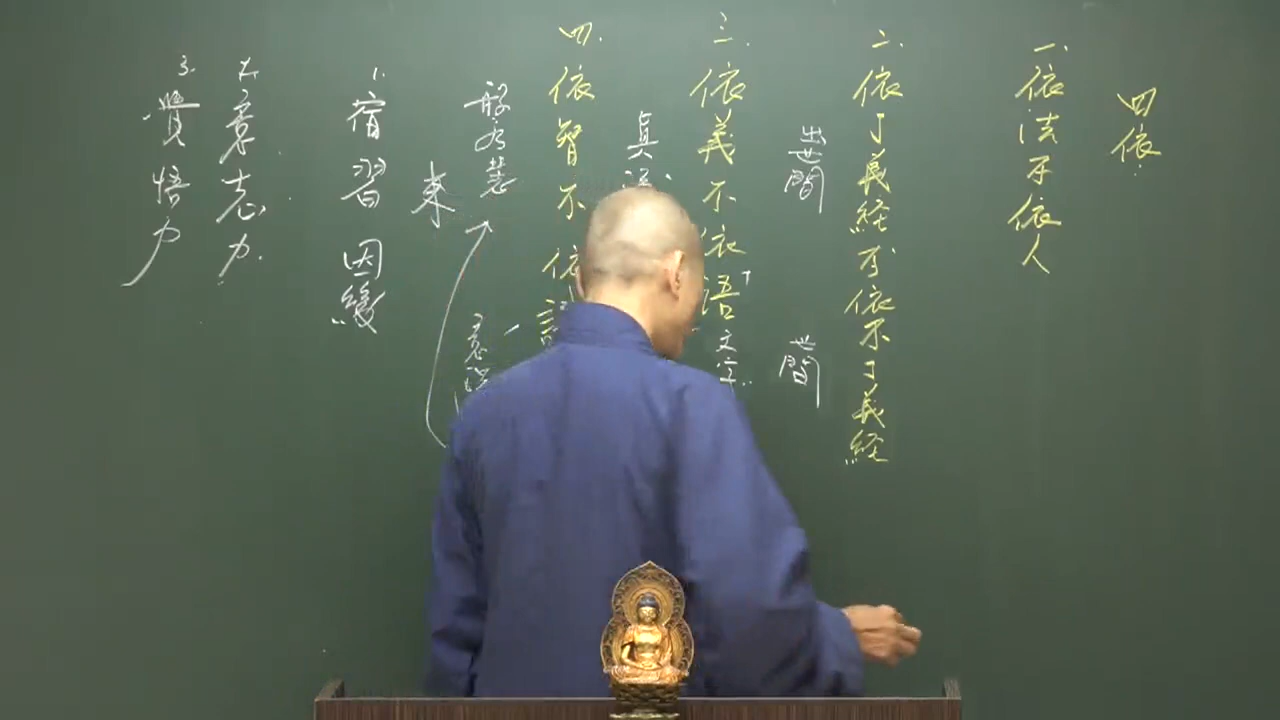 四依
一.依法不依人
二.依了義經不依不了義經
出世間
世間
三.依義不依語
文字
真
四.依智不依
般若慧
東
1.宿習因緣
2.意志力.
3.覺悟力